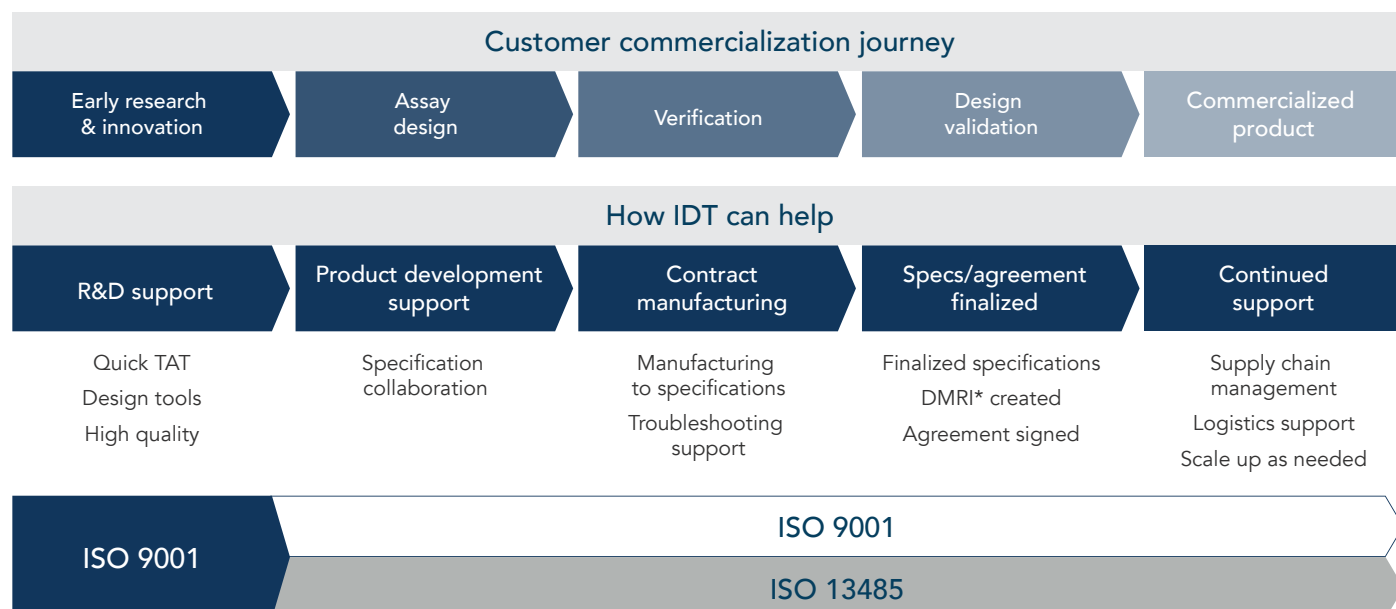 Customer commercialization journey
Early research
& innovation
Assay
design
Verification
Design
validation
Commercialized
product
How IDT can help
R&D support
Product development
support
Contract
manufacturing
Specs/agreement
finalized
Continued
support
Quick TAT
Design tools
High quality
Specification
collaboration
Manufacturing
to specifications
Troubleshooting
support
Finalized specifications
DMRI* created
Agreement signed
Supply chain
management
Logistics support
Scale up as needed
ISO 9001
ISO 9001
ISO 13485